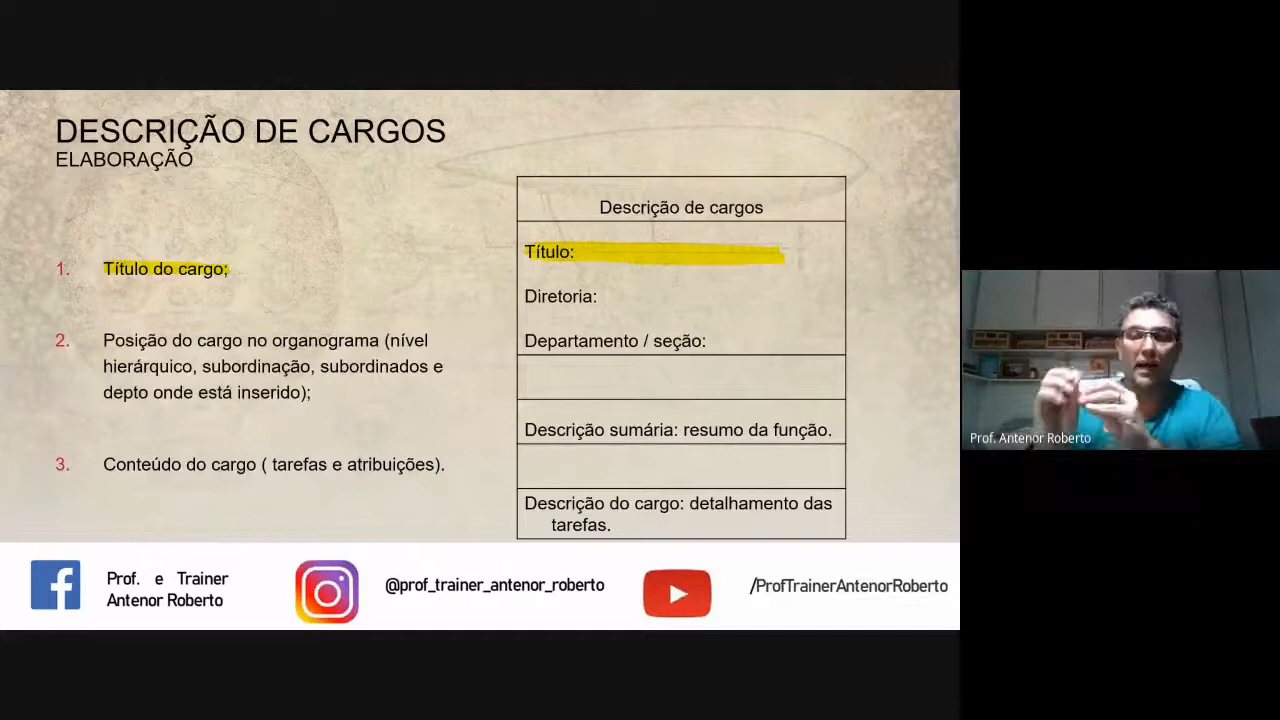 DESCRIÇÃO DE CARGOS
ELABORAÇÃO
1. Título do cargo;
2. Posição do cargo no organograma (nível
hierárquico, subordinação, subordinados e
depto onde está inserido);
3. Conteúdo do cargo ( tarefas e atribuições).
Descrição de cargos
Título:
Diretoria:
Departamento / seção:
Descrição sumária: resumo da função.
Descrição do cargo: detalhamento das
tarefas.
Prof. Antenor Roberto
Prof. e Trainer
Antenor Roberto
@prof_trainer_antenor_roberto
/ProfTrainerAntenorRoberto